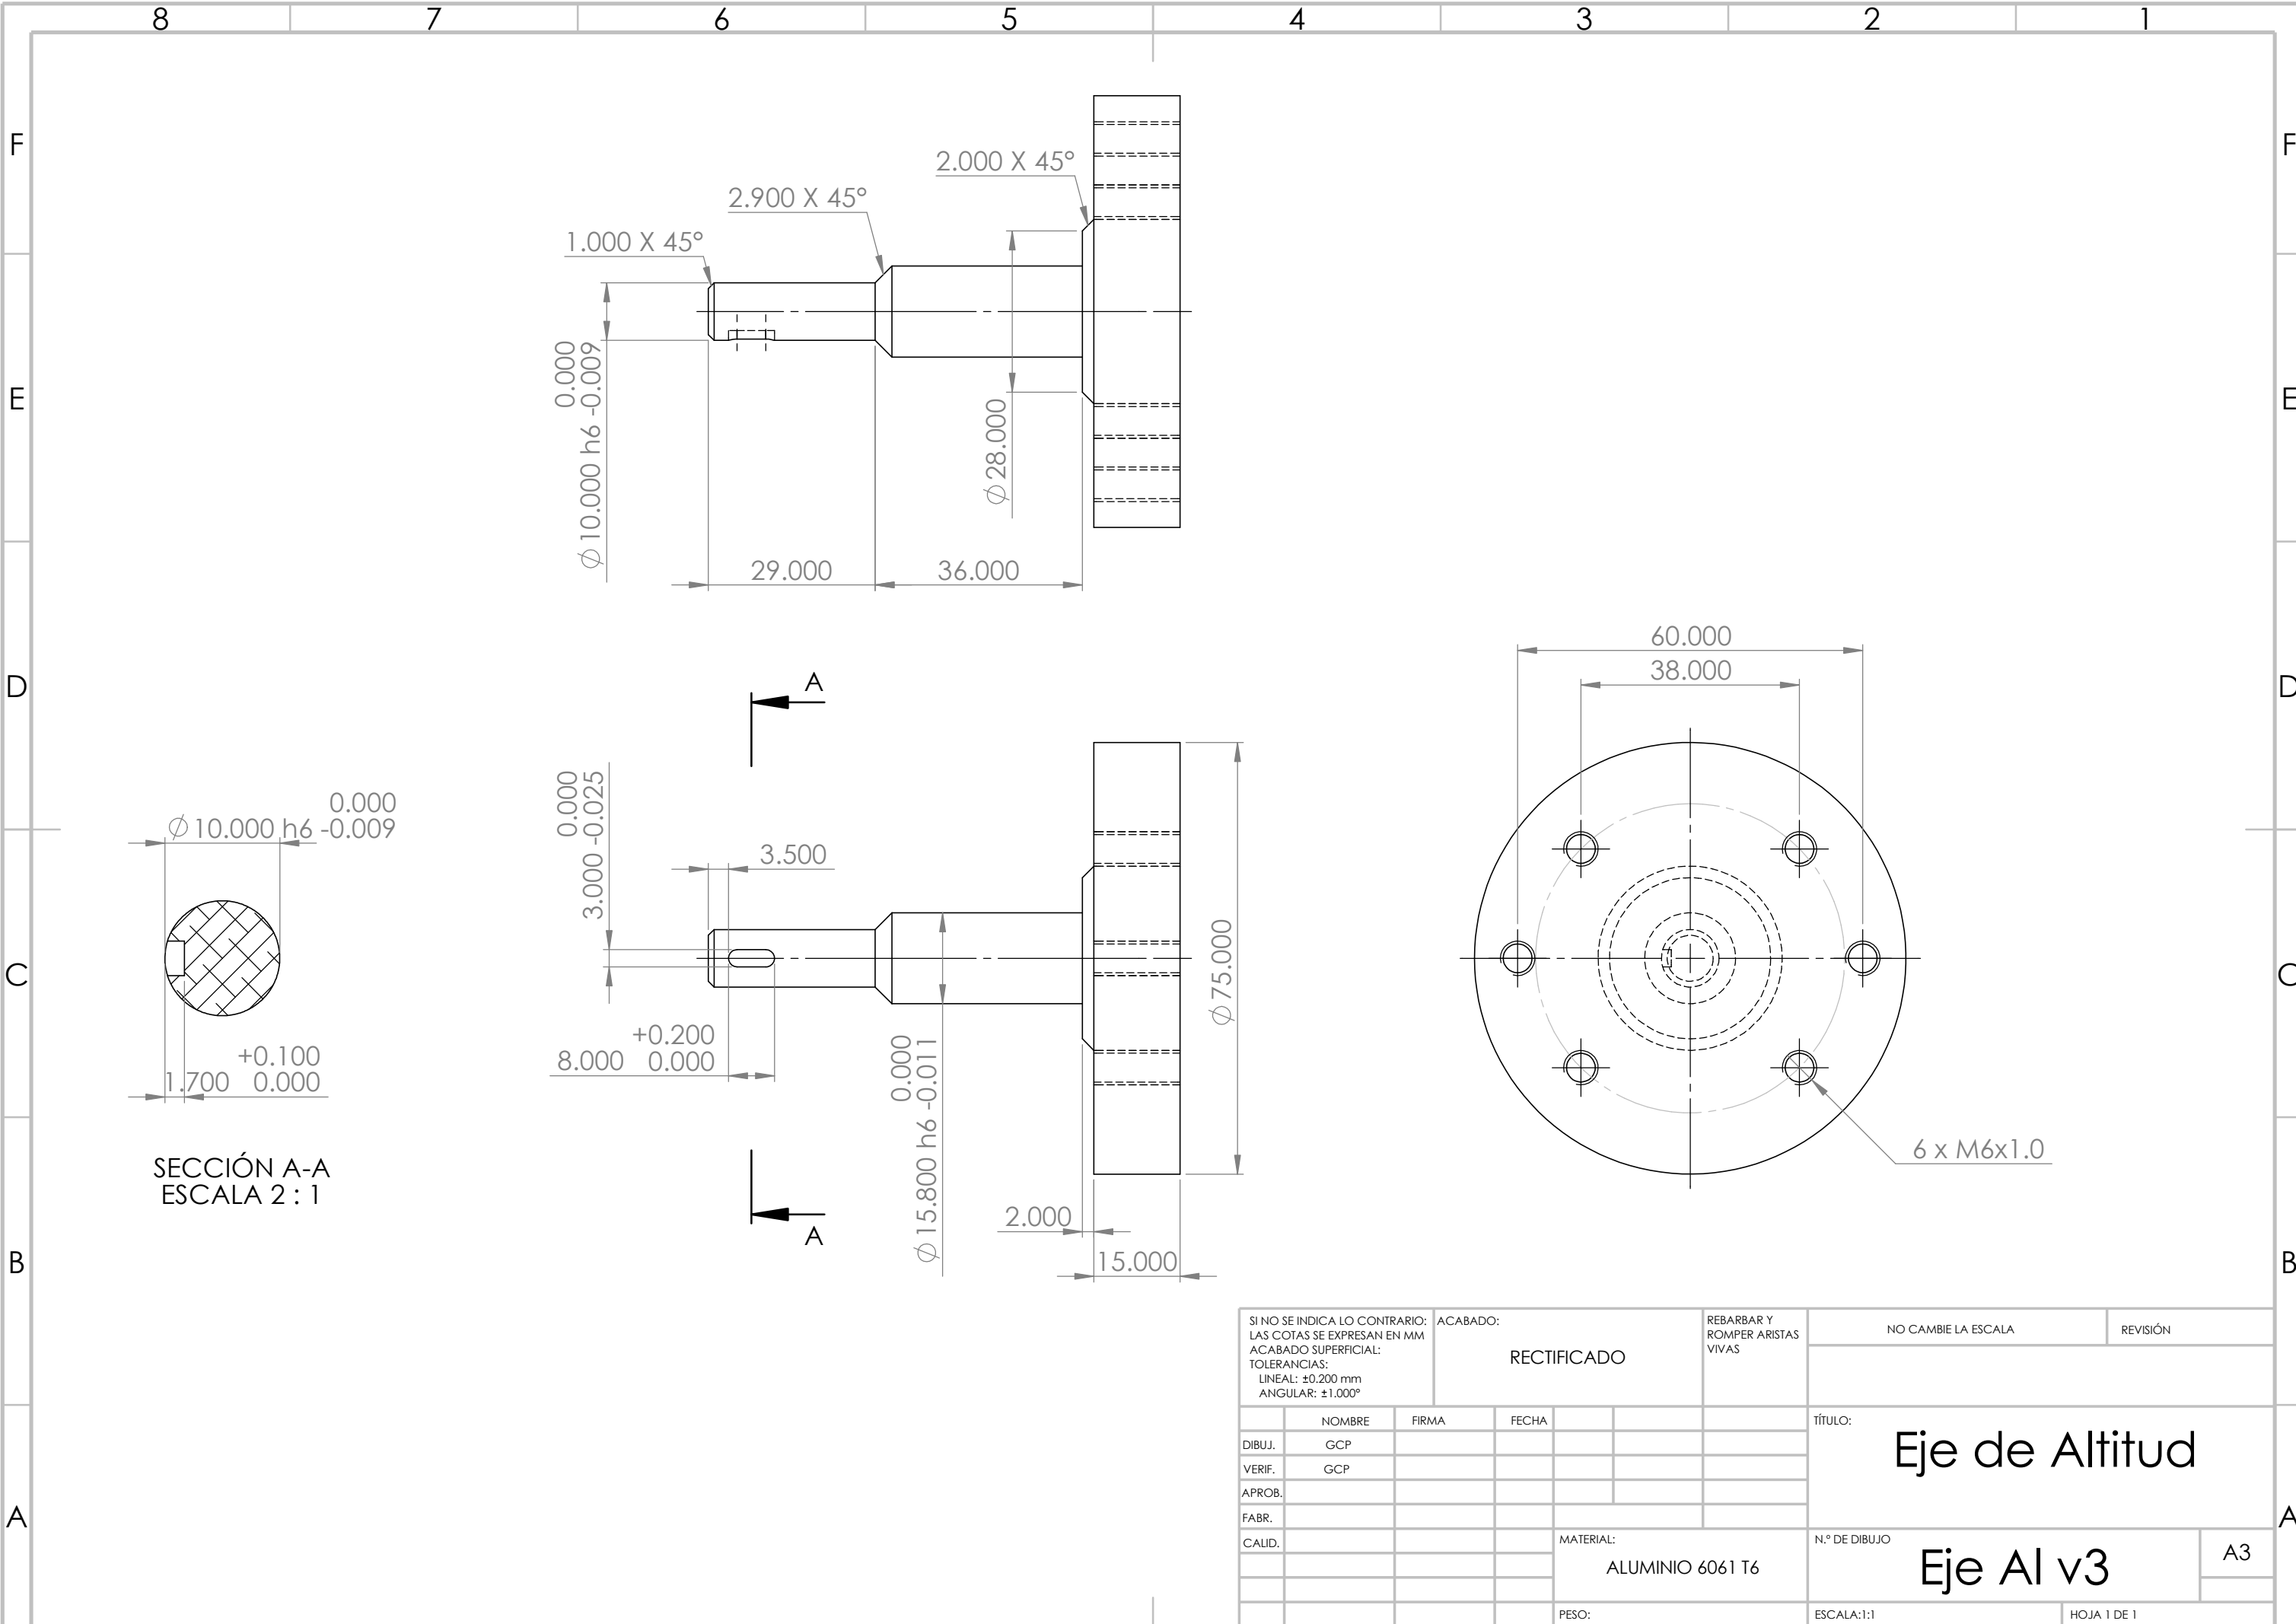 8 7 6 5 4 3 2 1
F F
2.000 X 45°
2.900 X 45°
1.000 X 45°
E E
0.000
Ø 10.000 h6 -0.009
Ø 28.000
29.000 36.000
60.000
38.000
D D
A
0.000
3.000 -0.025
0.000
Ø 10.000 h6 -0.009
3.500
C C
Ø 75.000
+0.200
8.000 0.000
+0.100
1.700 0.000
0.000
Ø 15.800 h6 -0.011
6 x M6x1.0
SECCIÓN A-A
ESCALA 2 : 1
A
2.000
15.000
B B
SI NO SE INDICA LO CONTRARIO:
LAS COTAS SE EXPRESAN EN MM
ACABADO SUPERFICIAL:
TOLERANCIAS:
LINEAL: ±0.200 mm
ANGULAR: ±1.000°
ACABADO:
RECTIFICADO
REBARBAR Y
ROMPER ARISTAS
VIVAS
NO CAMBIE LA ESCALA
REVISIÓN
NOMBRE FIRMA FECHA
DIBUJ. GCP
VERIF. GCP
APROB.
FABR.
CALID.
TÍTULO:
Eje de Altitud
A A
MATERIAL:
ALUMINIO 6061 T6
N.º DE DIBUJO
Eje Al v3
A3
PESO:
ESCALA:1:1
HOJA 1 DE 1